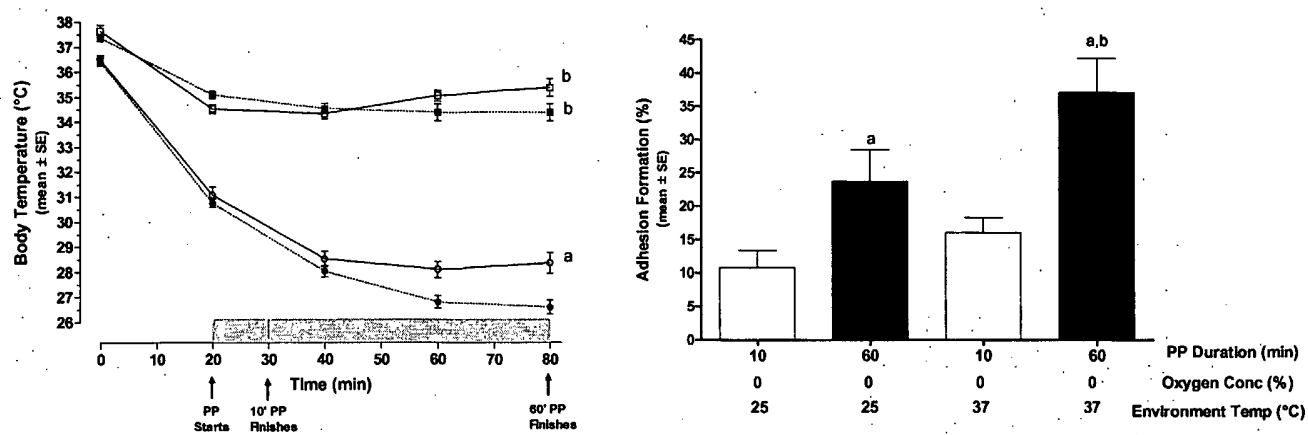 Body Temperature (°C)
(mean ± SE)
38
37
36
35
34
33
32
31
30
29
28
27
26
b
b
a
0
10
20
30
40
50
60
70
80
Time (min)
PP
Starts
10' PP
Finishes
60' PP
Finishes
Adhesion Formation (%)
(mean ± SE)
45
40
35
30
25
20
15
10
5
0
a
a,b
10 60 10 60 PP Duration (min)
0 0 0 0 Oxygen Conc (%)
25 25 37 37 Environment Temp (°C)